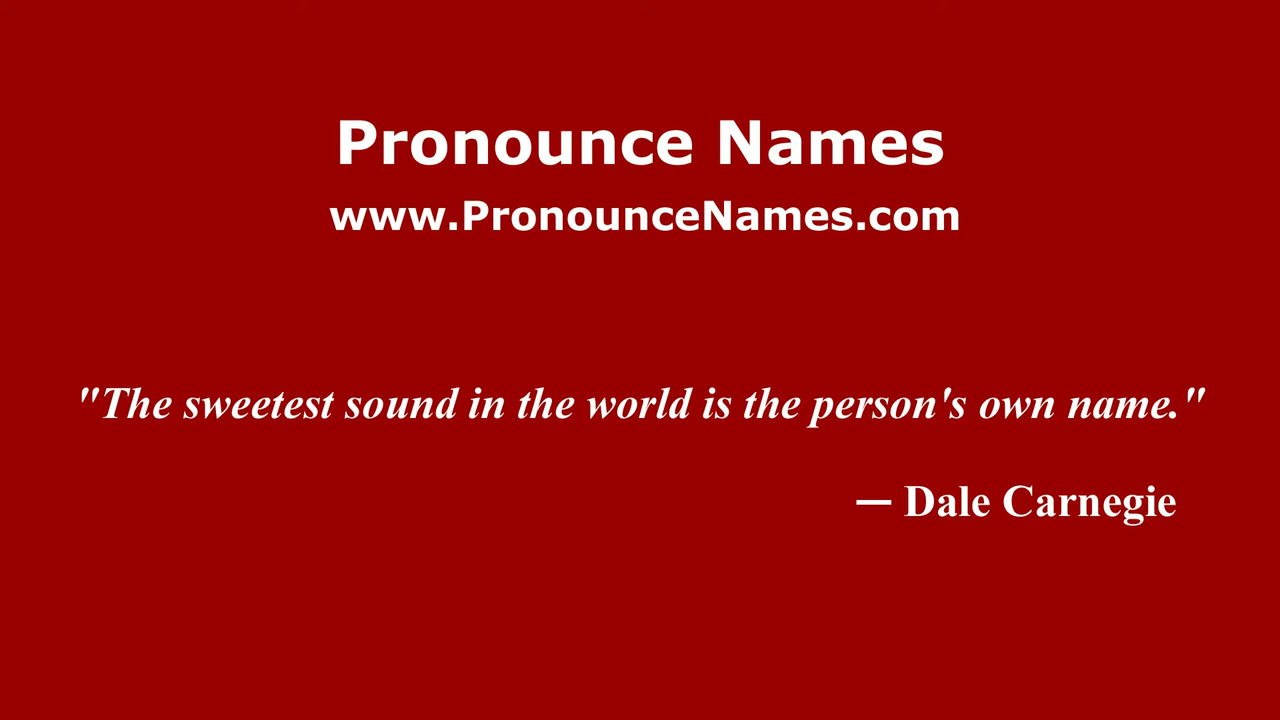 Pronounce Names
www.PronounceNames.com
"The sweetest sound in the world is the person's own name."
— Dale Carnegie